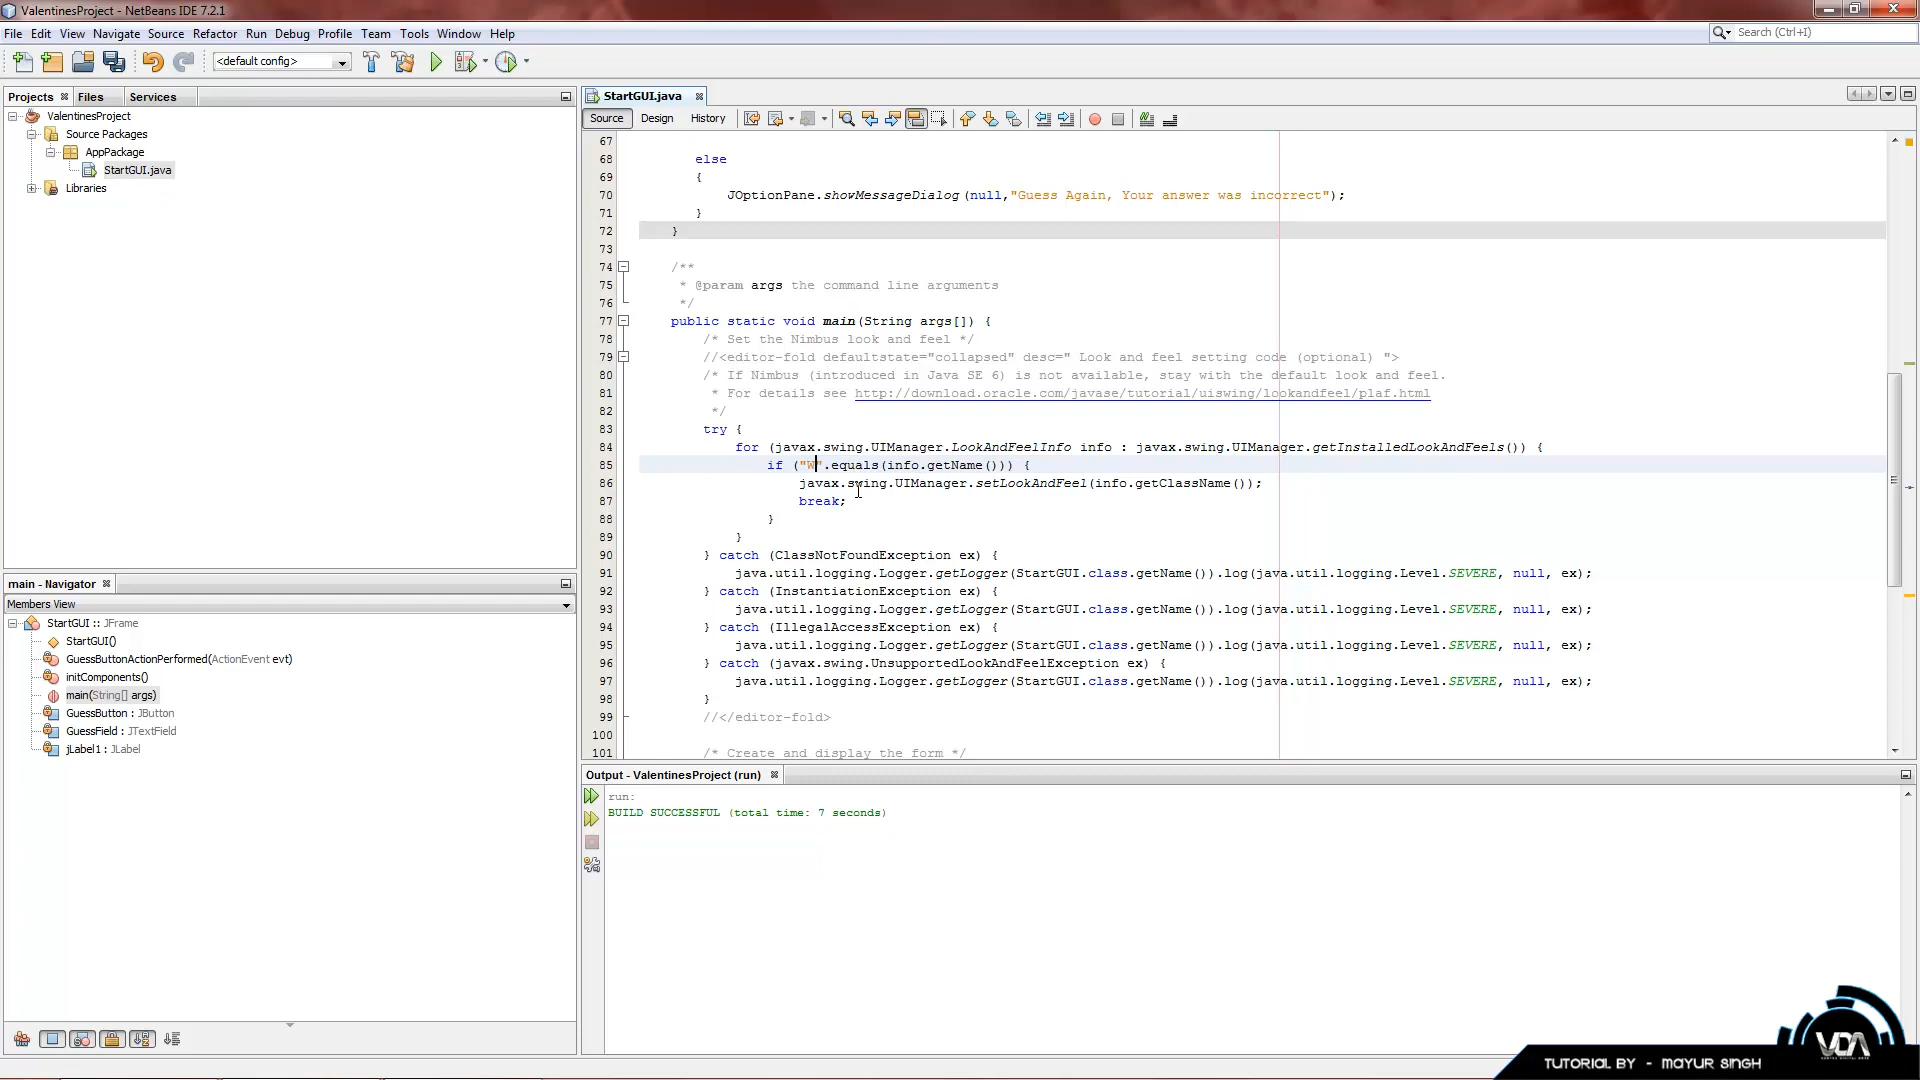 ValentinesProject - NetBeans IDE 7.2.1
File Edit View Navigate Source Refactor Run Debug Profile Team Tools Window Help
Search (Ctrl+I)
<default config>
Projects Files Services
ValentinesProject
Source Packages
AppPackage
StartGUI.java
Libraries
main - Navigator
Members View
StartGUI :: JFrame
StartGUI()
GuessButtonActionPerformed(ActionEvent evt)
initComponents()
main(String[] args)
GuessButton : JButton
GuessField : JTextField
jLabel1 : JLabel
StartGUI.java
Source Design History
67
68 else
69 {
70 JOptionPane.showMessageDialog(null,"Guess Again, Your answer was incorrect");
71 }
72 }
73
74 /**
75 * @param args the command line arguments
76 */
77 public static void main(String args[]) {
78 /* Set the Nimbus look and feel */
79 //<editor-fold defaultstate="collapsed" desc=" Look and feel setting code (optional) ">
80 /* If Nimbus (introduced in Java SE 6) is not available, stay with the default look and feel.
81 * For details see http://download.oracle.com/javase/tutorial/uiswing/lookandfeel/plaf.html
82 */
83 try {
84 for (javax.swing.UIManager.LookAndFeelInfo info : javax.swing.UIManager.getInstalledLookAndFeels()) {
85 if ("W".equals(info.getName())) {
86 javax.swing.UIManager.setLookAndFeel(info.getClassName());
87 break;
88 }
89 }
90 } catch (ClassNotFoundException ex) {
91 java.util.logging.Logger.getLogger(StartGUI.class.getName()).log(java.util.logging.Level.SEVERE, null, ex);
92 } catch (InstantiationException ex) {
93 java.util.logging.Logger.getLogger(StartGUI.class.getName()).log(java.util.logging.Level.SEVERE, null, ex);
94 } catch (IllegalAccessException ex) {
95 java.util.logging.Logger.getLogger(StartGUI.class.getName()).log(java.util.logging.Level.SEVERE, null, ex);
96 } catch (javax.swing.UnsupportedLookAndFeelException ex) {
97 java.util.logging.Logger.getLogger(StartGUI.class.getName()).log(java.util.logging.Level.SEVERE, null, ex);
98 }
99 //</editor-fold>
100
101 /* Create and display the form */
Output - ValentinesProject (run)
run:
BUILD SUCCESSFUL (total time: 7 seconds)
VDA
TUTORIAL BY - MAYUR SINGH